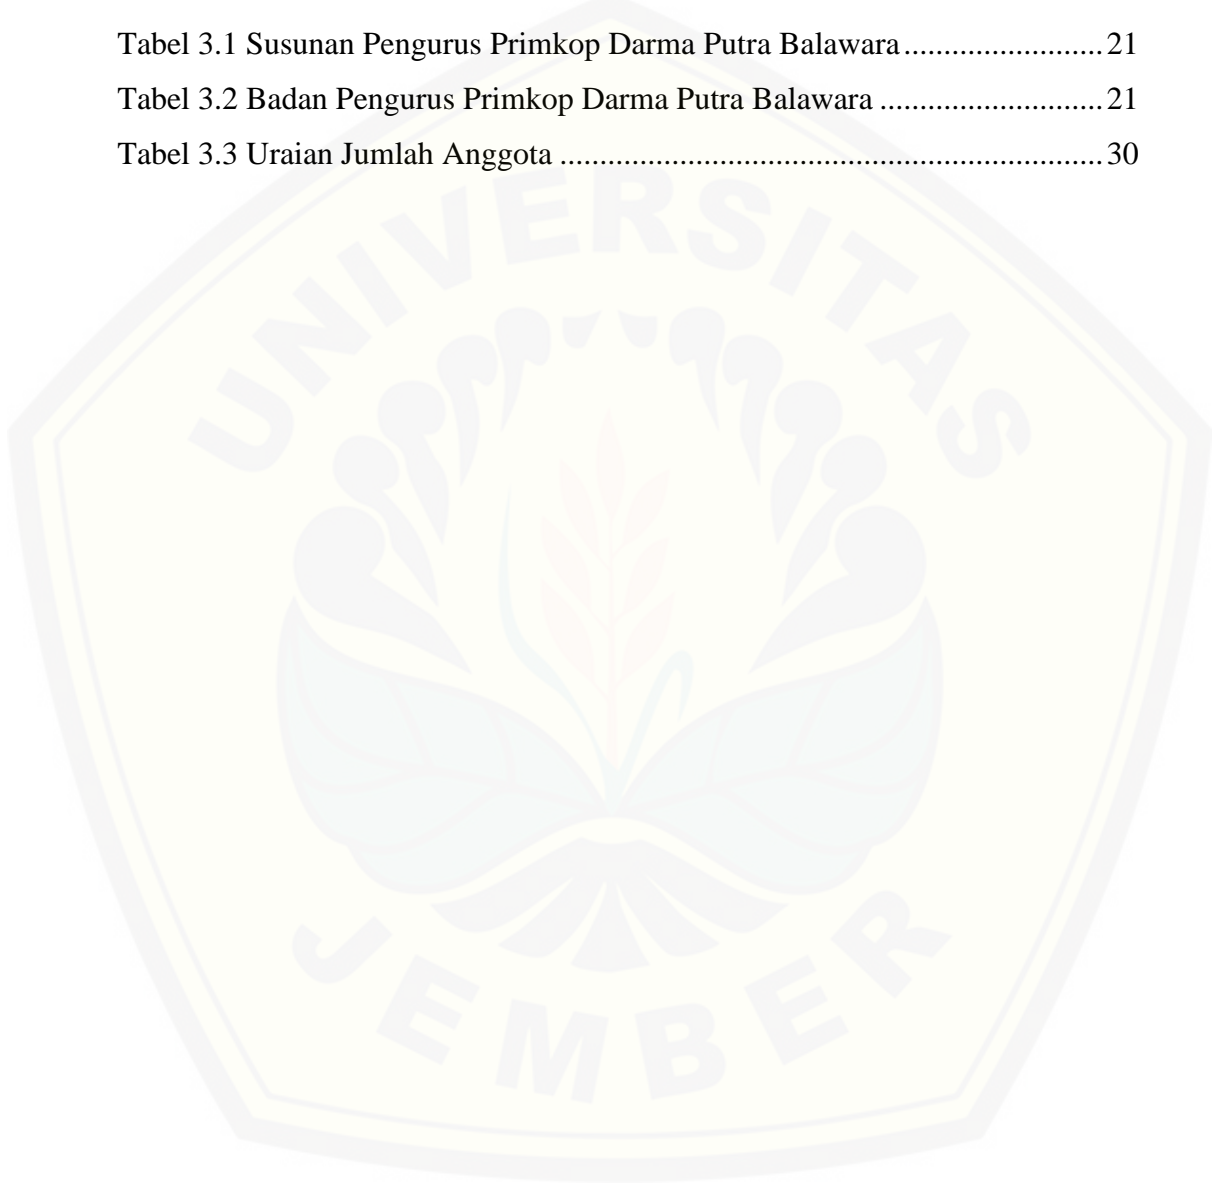 Tabel 3.1 Susunan Pengurus Primkop Darma Putra Balawara.........................21
Tabel 3.2 Badan Pengurus Primkop Darma Putra Balawara ............................21
Tabel 3.3 Uraian Jumlah Anggota ....................................................................30
UNIVERSITAS
JEMBER